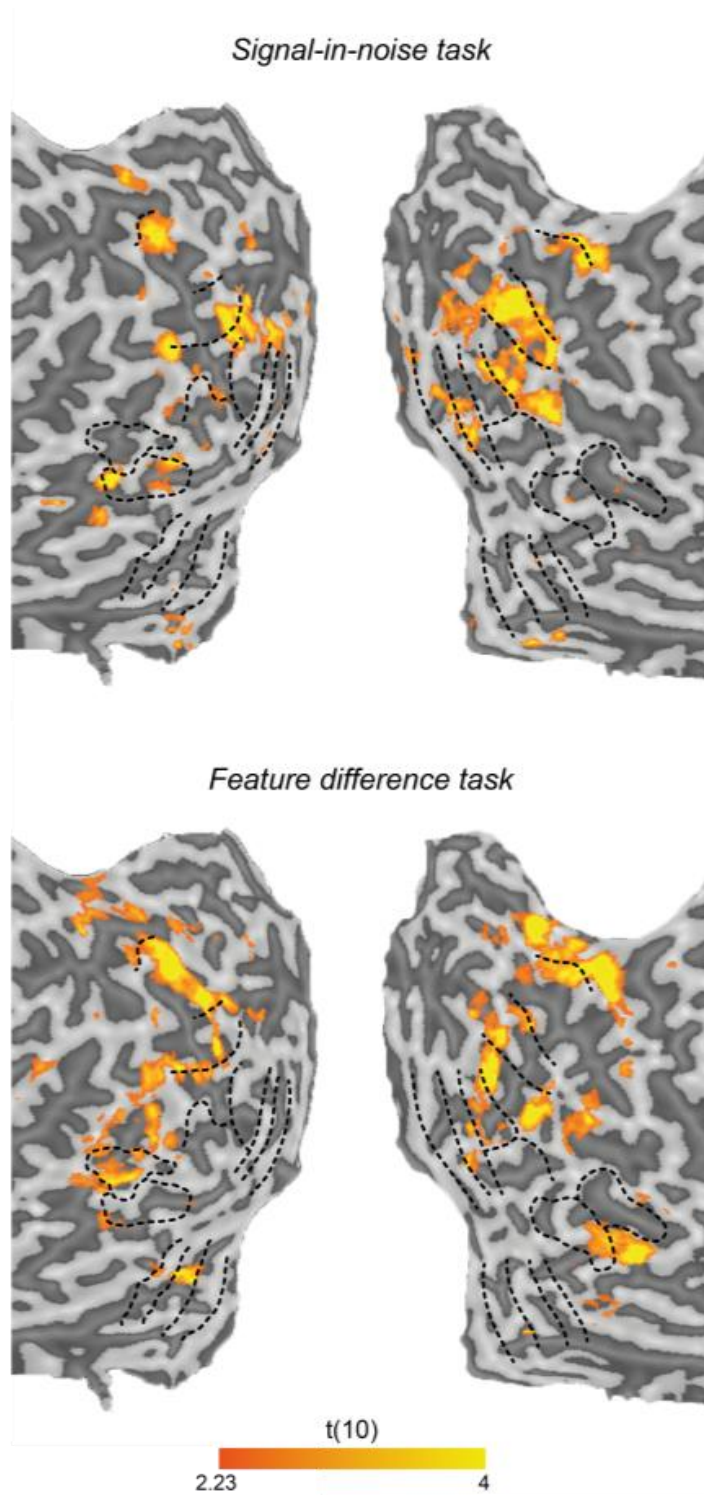 Signal-in-noise task
Feature difference task
t(10)
2.23 4